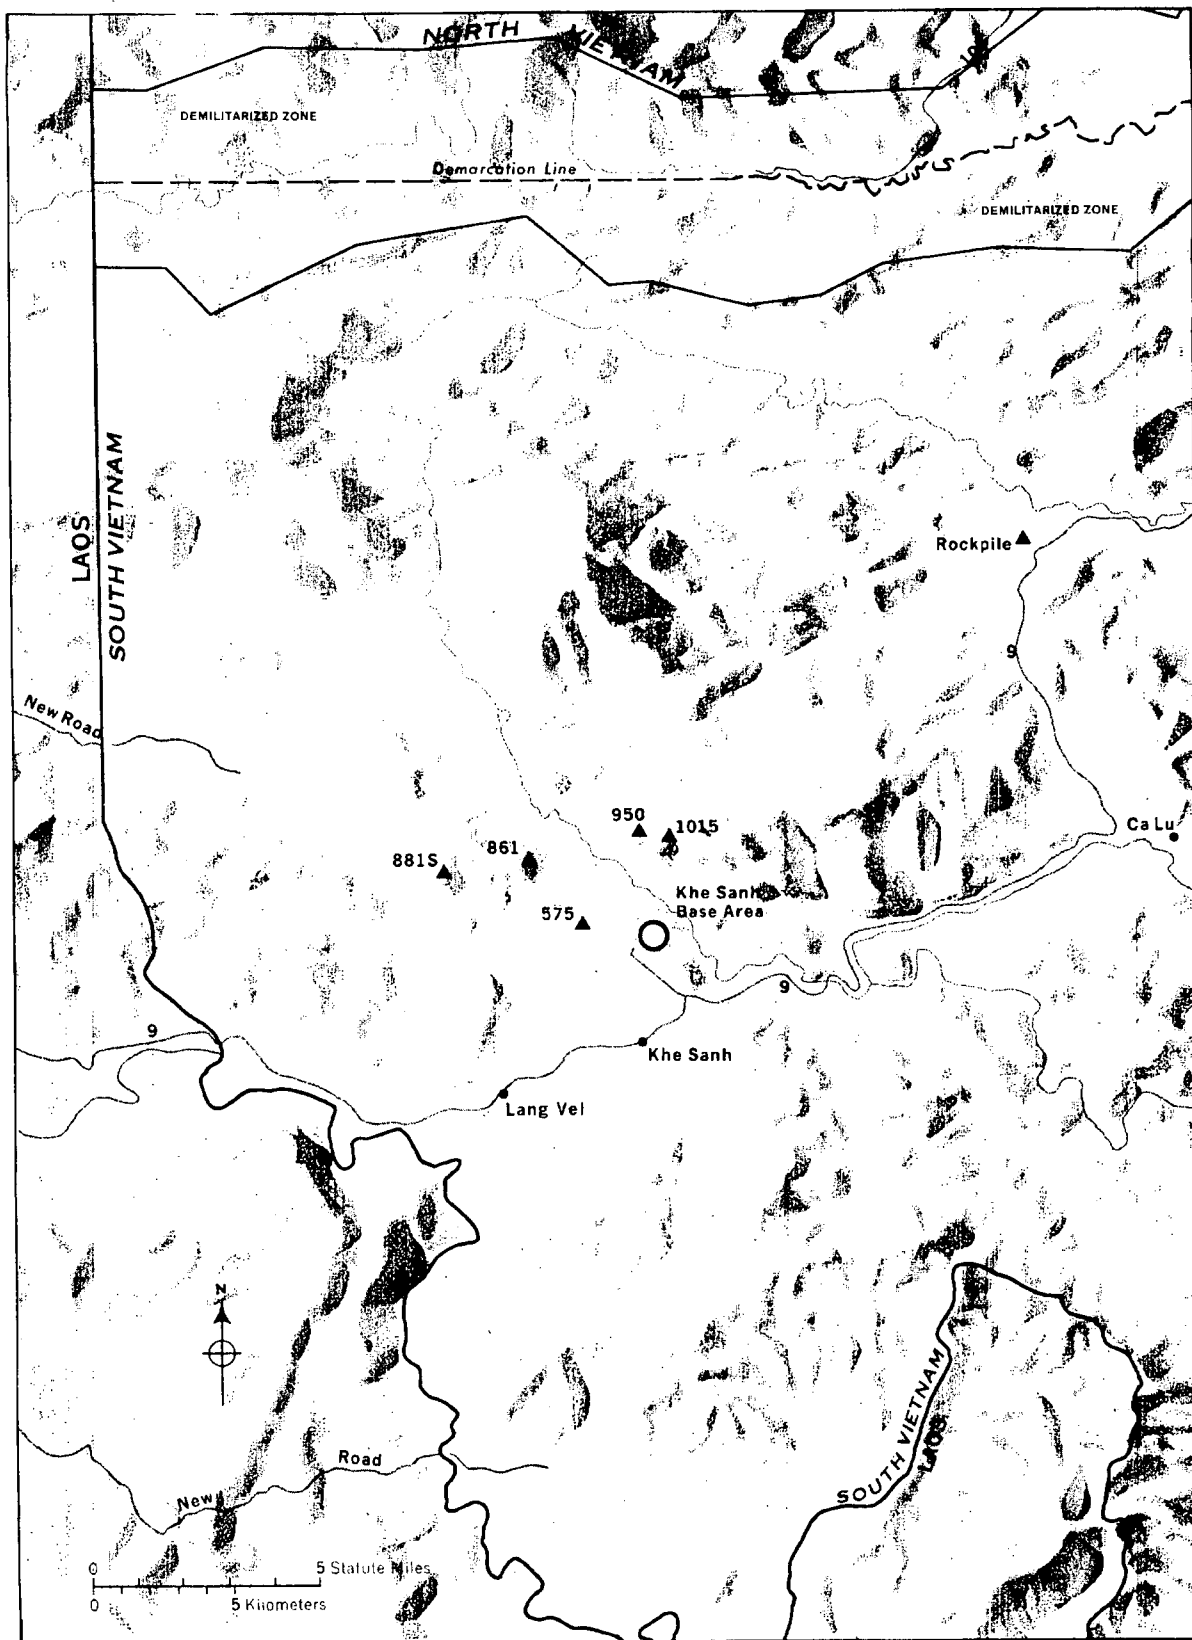 NORTH VIETNAM
DEMILITARIZED ZONE
Demarcation Line
DEMILITARIZED ZONE
LAOS
SOUTH VIETNAM
Rockpile
9
New Road
950
1015
Ca Lu
881S
861
Khe Sanh
Base Area
575
9
9
Khe Sanh
Lang Vei
N
SOUTH VIETNAM
LAOS
New Road
0 5 Statute Miles
0 5 Kilometers